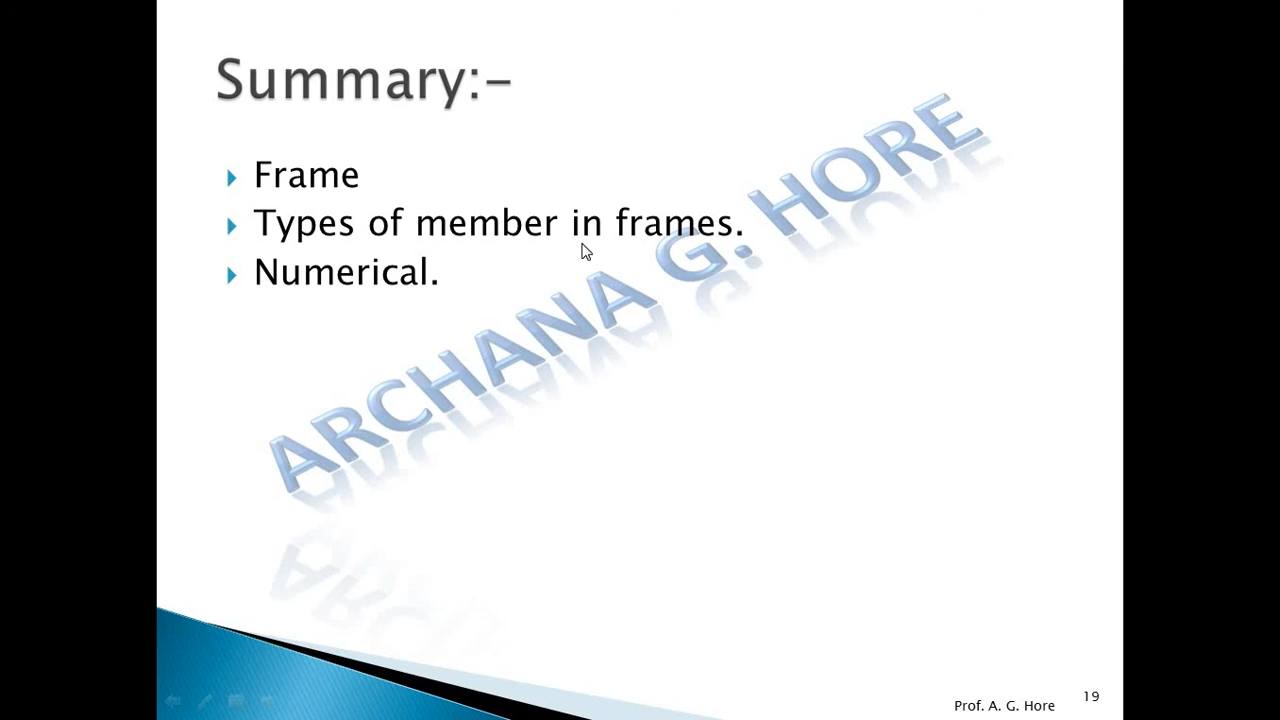 Summary:-
Frame
Types of member in frames.
Numerical.
ARCHANA G. HORE
Prof. A. G. Hore
19